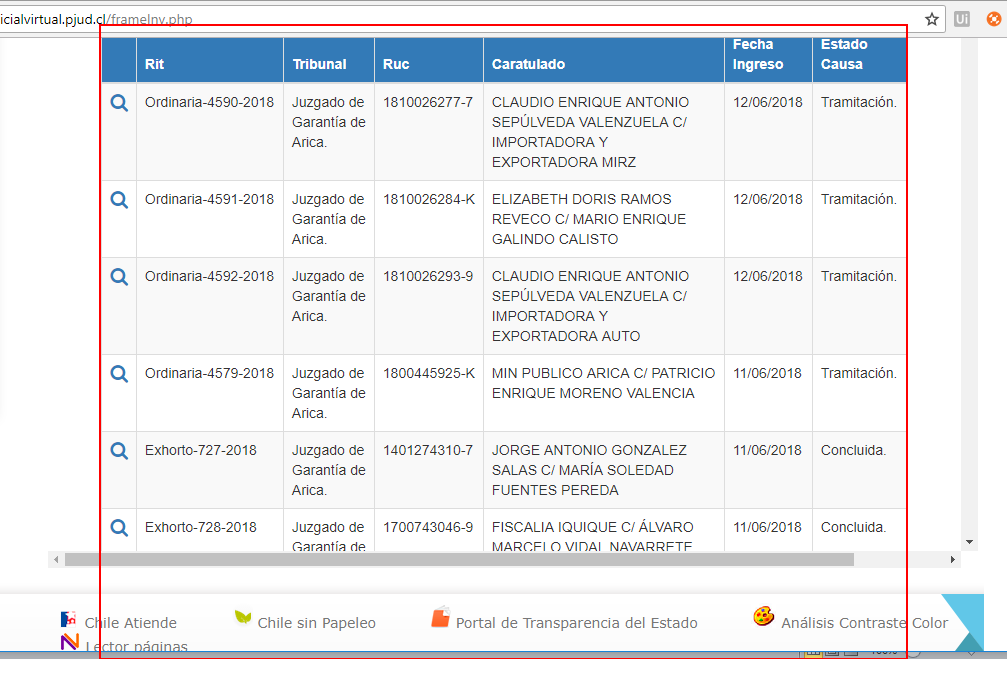 icialvirtual.pjud.cl/frameInv.php
Rit Tribunal Ruc Caratulado Fecha Ingreso Estado Causa
Ordinaria-4590-2018 Juzgado de 1810026277-7 CLAUDIO ENRIQUE ANTONIO 12/06/2018 Tramitación.
Garantía de SEPÚLVEDA VALENZUELA C/
Arica. IMPORTADORA Y
EXPORTADORA MIRZ
Ordinaria-4591-2018 Juzgado de 1810026284-K ELIZABETH DORIS RAMOS 12/06/2018 Tramitación.
Garantía de REVECO C/ MARIO ENRIQUE
Arica. GALINDO CALISTO
Ordinaria-4592-2018 Juzgado de 1810026293-9 CLAUDIO ENRIQUE ANTONIO 12/06/2018 Tramitación.
Garantía de SEPÚLVEDA VALENZUELA C/
Arica. IMPORTADORA Y
EXPORTADORA AUTO
Ordinaria-4579-2018 Juzgado de 1800445925-K MIN PUBLICO ARICA C/ PATRICIO 11/06/2018 Tramitación.
Garantía de ENRIQUE MORENO VALENCIA
Arica.
Exhorto-727-2018 Juzgado de 1401274310-7 JORGE ANTONIO GONZALEZ 11/06/2018 Concluida.
Garantía de SALAS C/ MARÍA SOLEDAD
Arica. FUENTES PEREDA
Exhorto-728-2018 Juzgado de 1700743046-9 FISCALIA IQUIQUE C/ ÁLVARO 11/06/2018 Concluida.
Garantía de MARCELO VIDAL NAVARRETE
Chile Atiende Chile sin Papeleo Portal de Transparencia del Estado Análisis Contraste Color
Lector páginas